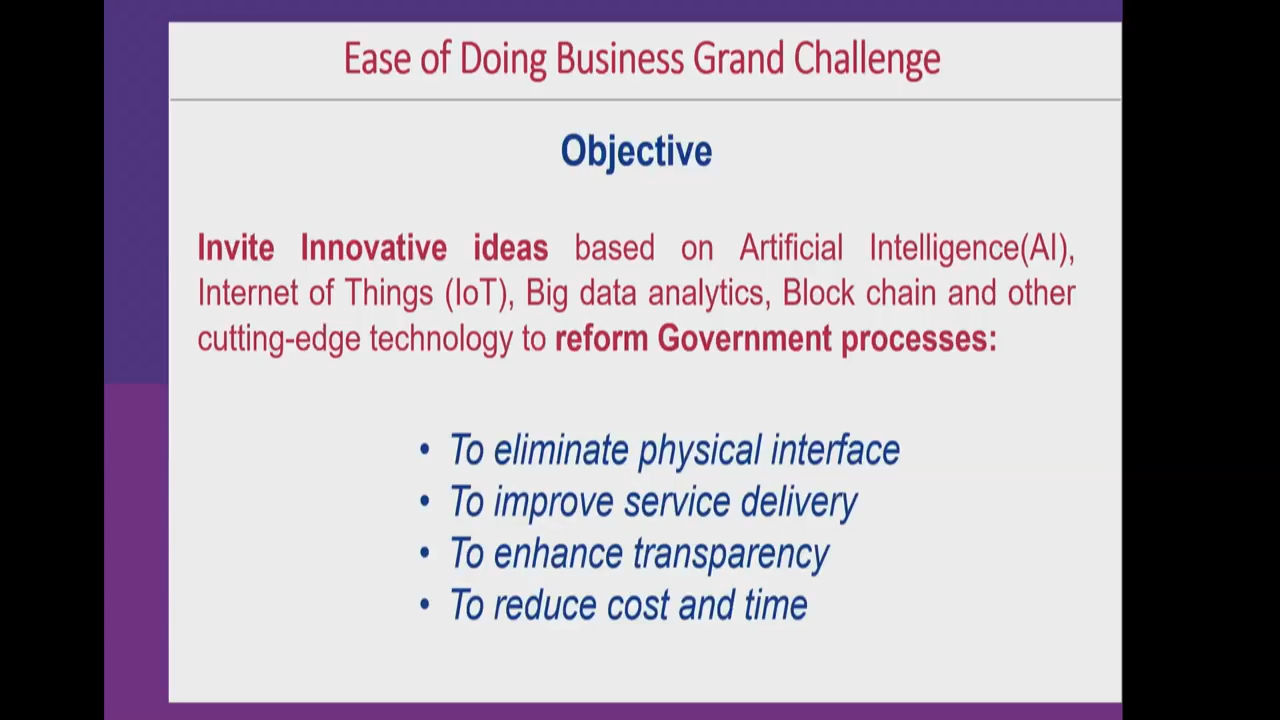 Ease of Doing Business Grand Challenge
Objective
Invite Innovative ideas based on Artificial Intelligence(AI),
Internet of Things (IoT), Big data analytics, Block chain and other
cutting-edge technology to reform Government processes:
• To eliminate physical interface
• To improve service delivery
• To enhance transparency
• To reduce cost and time